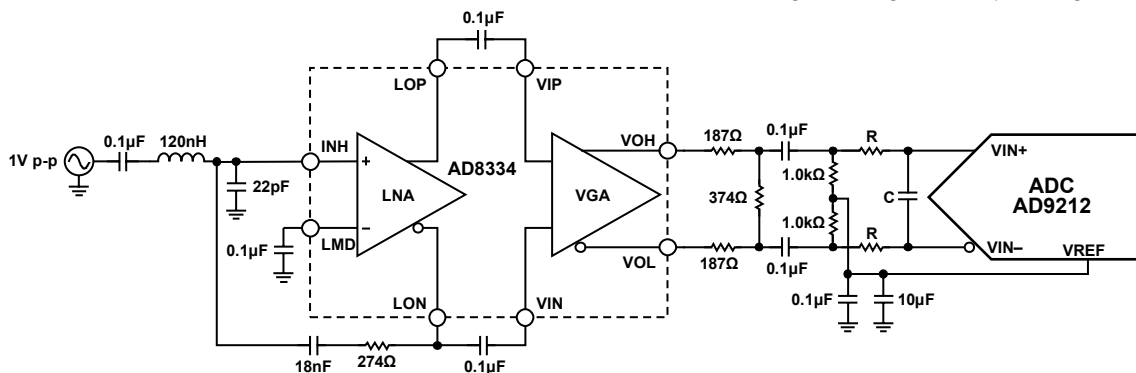 0.1µF
LOP
VIP
0.1µF
120nH
1V p-p
INH
VOH
187Ω
0.1µF
R
VIN+
+
AD8334
1.0kΩ
22pF
LNA
VGA
374Ω
C
ADC
AD9212
1.0kΩ
–
R
LMD
0.1µF
VOL
VIN–
187Ω
0.1µF
VREF
LON
VIN
0.1µF
10µF
18nF
274Ω
0.1µF